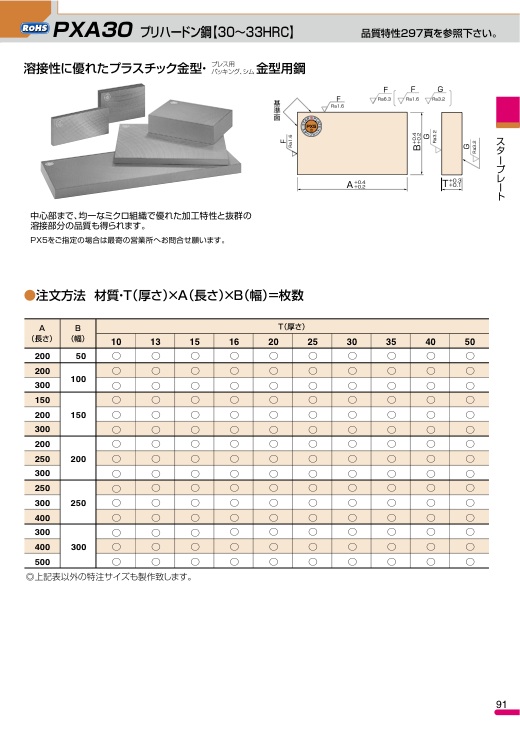 RoHS PXA30 プリハードン鋼【30～33HRC】 品質特性297頁を参照下さい。
溶接性に優れたプラスチック金型・プレス用 パッキング、シム 金型用鋼
基準面
F Ra1.6
F Ra6.3 ( F Ra1.6 G Ra3.2 )
F Ra1.6
PX5
A +0.4 +0.2
B +0.4 +0.2
G Ra3.2
G Ra3.2
T +0.3 +0.1
スタープレート
中心部まで、均一なミクロ組織で優れた加工特性と抜群の
溶接部分の品質も得られます。
PX5をご指定の場合は最寄の営業所へお問合せ願います。
●注文方法 材質・T（厚さ）×A（長さ）×B（幅）＝枚数
A（長さ） B（幅） T（厚さ）
10 13 15 16 20 25 30 35 40 50
200 50 ○ ○ ○ ○ ○ ○ ○ ○ ○ ○
200 100 ○ ○ ○ ○ ○ ○ ○ ○ ○ ○
300 ○ ○ ○ ○ ○ ○ ○ ○ ○ ○
150 150 ○ ○ ○ ○ ○ ○ ○ ○ ○ ○
200 ○ ○ ○ ○ ○ ○ ○ ○ ○ ○
300 ○ ○ ○ ○ ○ ○ ○ ○ ○ ○
200 200 ○ ○ ○ ○ ○ ○ ○ ○ ○ ○
250 ○ ○ ○ ○ ○ ○ ○ ○ ○ ○
300 ○ ○ ○ ○ ○ ○ ○ ○ ○ ○
250 250 ○ ○ ○ ○ ○ ○ ○ ○ ○ ○
300 ○ ○ ○ ○ ○ ○ ○ ○ ○ ○
400 ○ ○ ○ ○ ○ ○ ○ ○ ○ ○
300 300 ○ ○ ○ ○ ○ ○ ○ ○ ○ ○
400 ○ ○ ○ ○ ○ ○ ○ ○ ○ ○
500 ○ ○ ○ ○ ○ ○ ○ ○ ○ ○
◎上記表以外の特注サイズも製作致します。
91